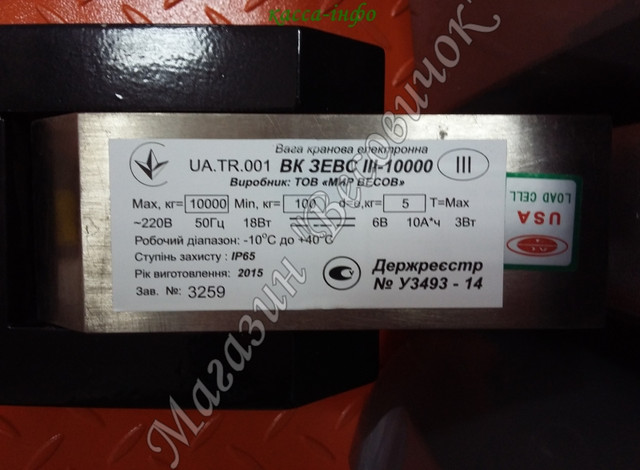 касса-інфо
Вага кранова електронна
UA.TR.001 ВК ЗЕВС III-10000 III
Виробник: ТОВ «МиР ВЕСОВ»
Max, кг= 10000 Min, кг= 100 d=e,кг= 5 T=Max
~220В 50Гц 18Вт 6В 10А*ч 3Вт
Робочий діапазон: -10°С до +40°С
Ступінь захисту : IP65
Рік виготовлення: 2015
Зав. №: 3259
Держреєстр
№ У3493 - 14
USA
LOAD CELL
Магазин "Веговичок"